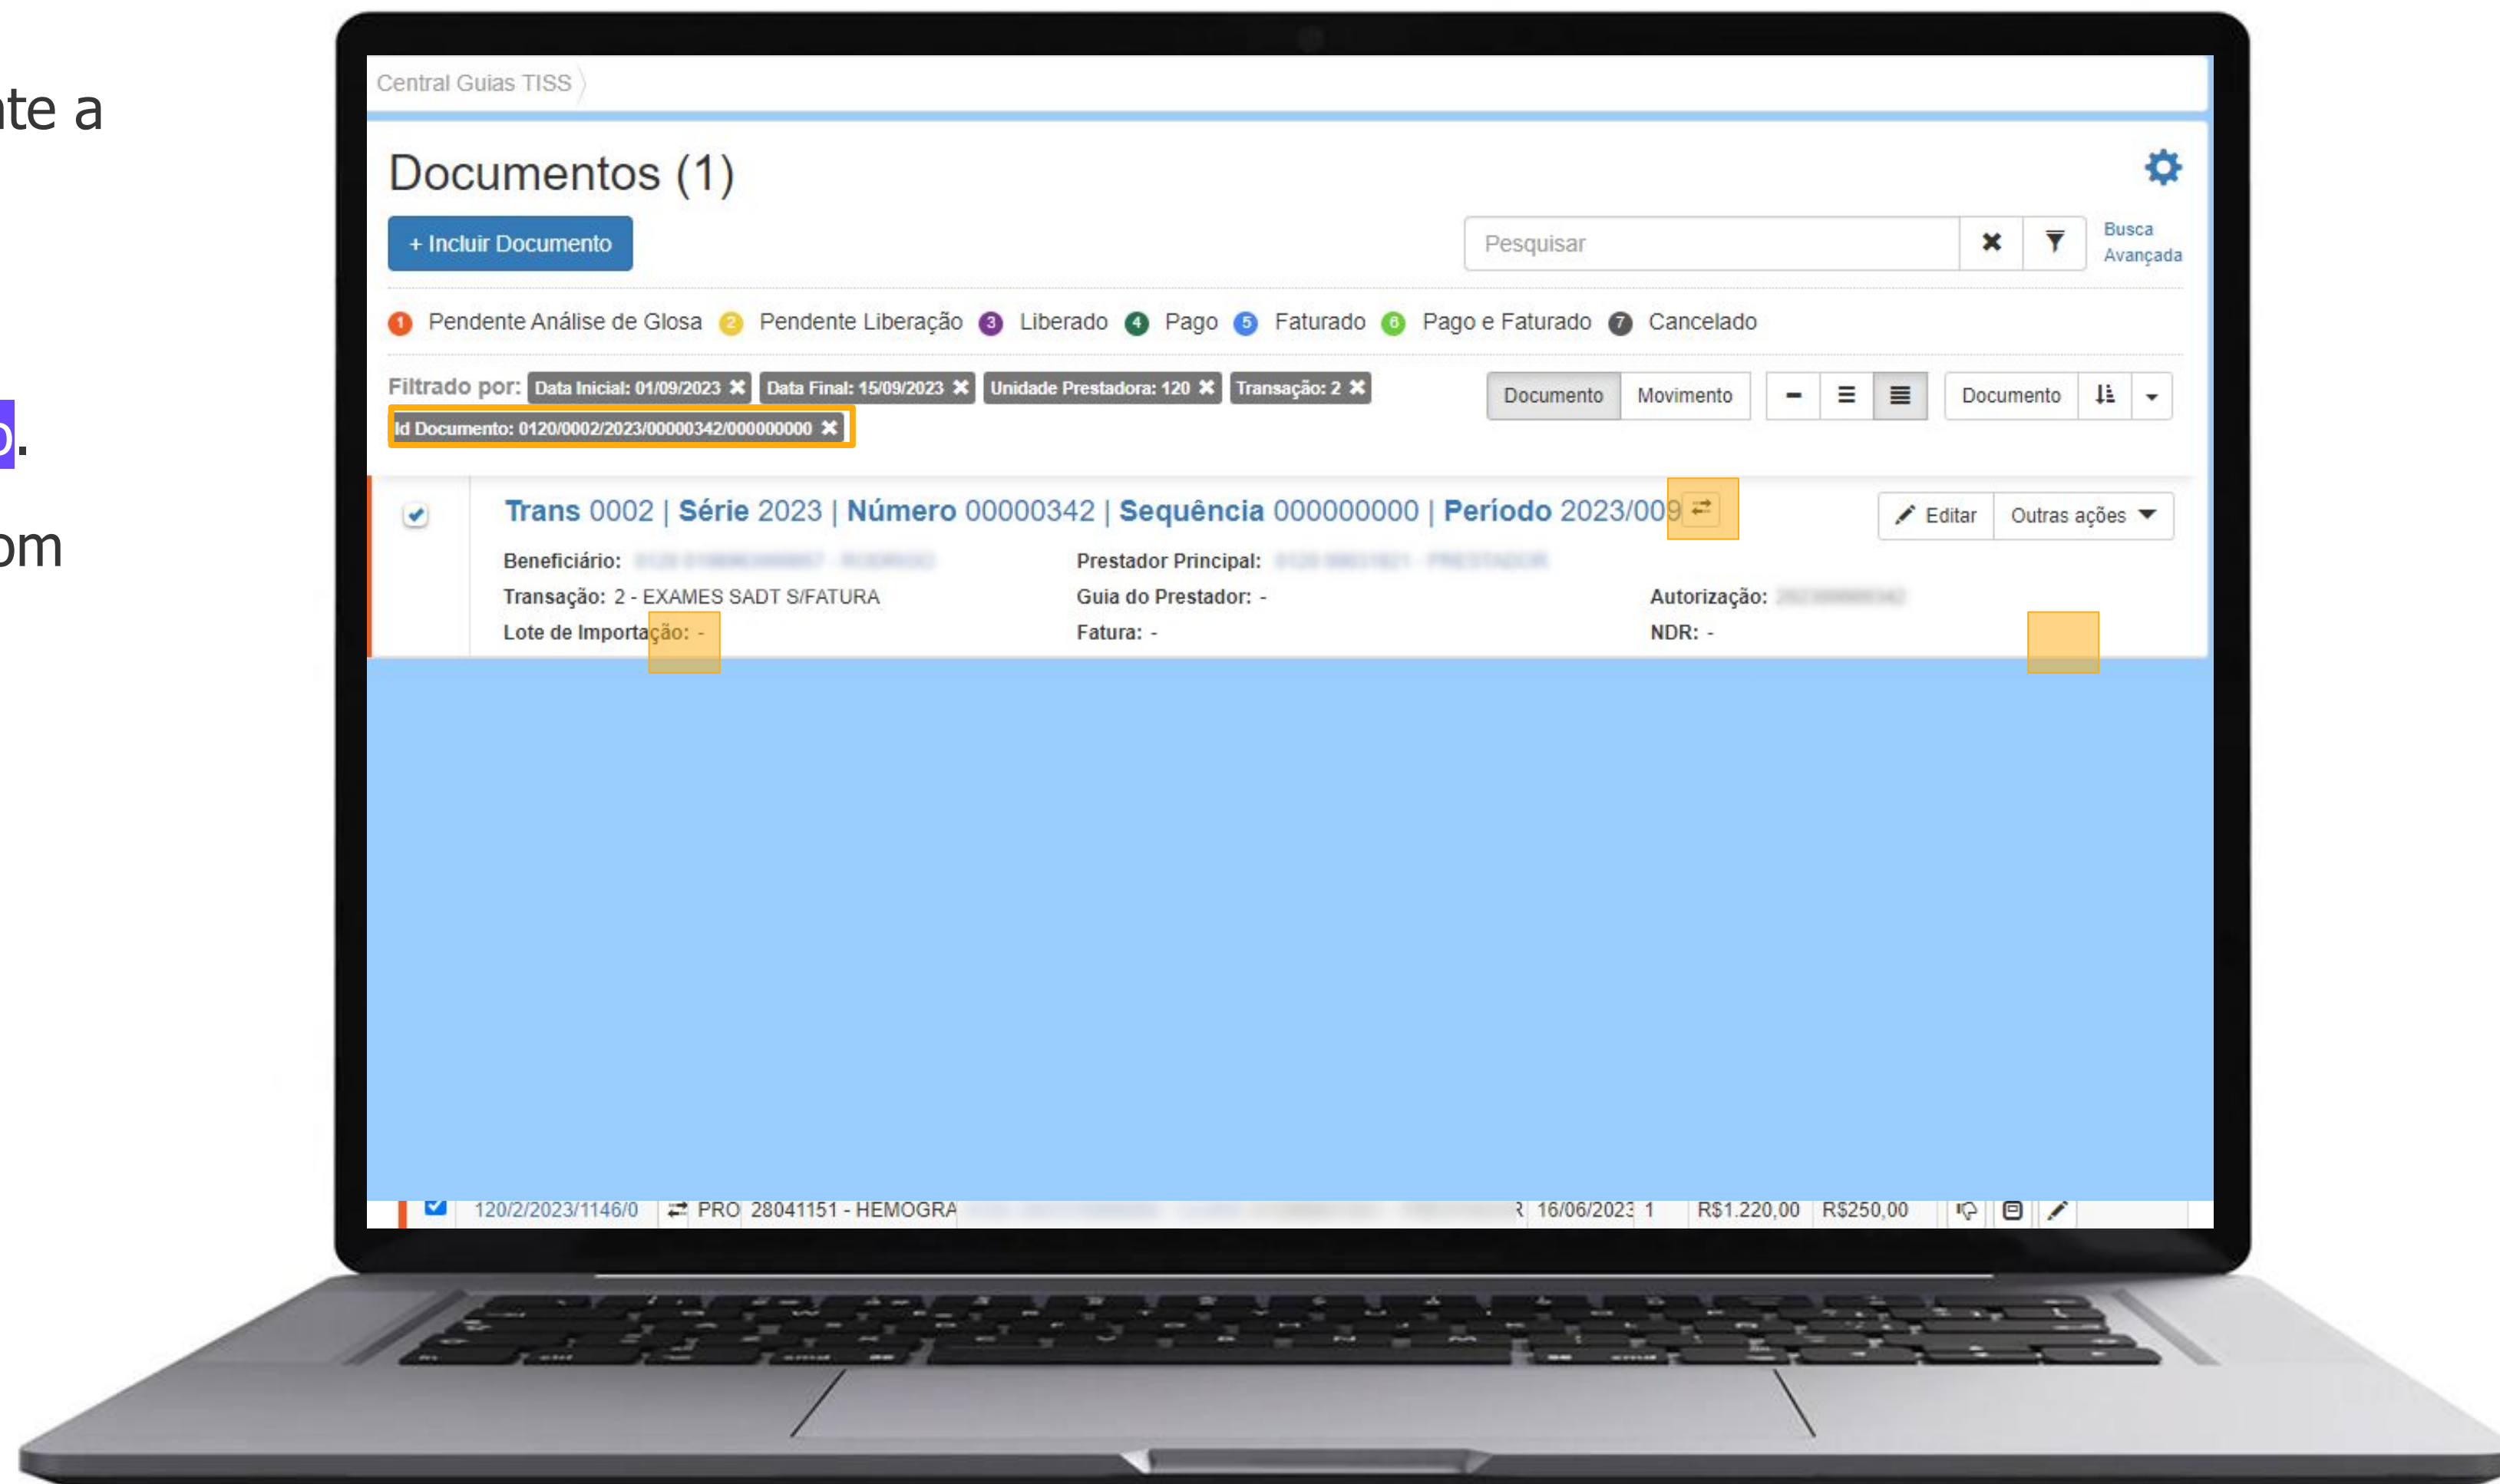 nte a
o.
om
Central Guias TISS
Documentos (1)
+ Incluir Documento
Pesquisar
Busca
Avançada
1 Pendente Análise de Glosa 2 Pendente Liberação 3 Liberado 4 Pago 5 Faturado 6 Pago e Faturado 7 Cancelado
Filtrado por: Data Inicial: 01/09/2023 Data Final: 15/09/2023 Unidade Prestadora: 120 Transação: 2
Documento Movimento Documento
Id Documento: 0120/0002/2023/00000342/000000000
Trans 0002 | Série 2023 | Número 00000342 | Sequência 000000000 | Período 2023/009
Editar Outras ações
Beneficiário: Prestador Principal:
Transação: 2 - EXAMES SADT S/FATURA Guia do Prestador: - Autorização:
Lote de Importação: - Fatura: - NDR: -
120/2/2023/1146/0 PRO 28041151 - HEMOGRA R 16/06/2023 1 R$1.220,00 R$250,00